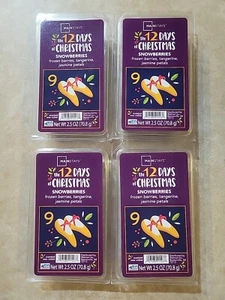 MAINSTAYS
the 12 DAYS
of CHRISTMAS
SNOWBERRIES
frozen berries, tangerine,
jasmine petals
9
Net WT 2.5 OZ (70.8 g)
MAINSTAYS
the 12 DAYS
of CHRISTMAS
SNOWBERRIES
frozen berries, tangerine,
jasmine petals
9
Net WT 2.5 OZ (70.8 g)
MAINSTAYS
the 12 DAYS
of CHRISTMAS
SNOWBERRIES
frozen berries, tangerine,
jasmine petals
9
Net WT 2.5 OZ (70.8 g)
MAINSTAYS
the 12 DAYS
of CHRISTMAS
SNOWBERRIES
frozen berries, tangerine,
jasmine petals
9
Net WT 2.5 OZ (70.8 g)